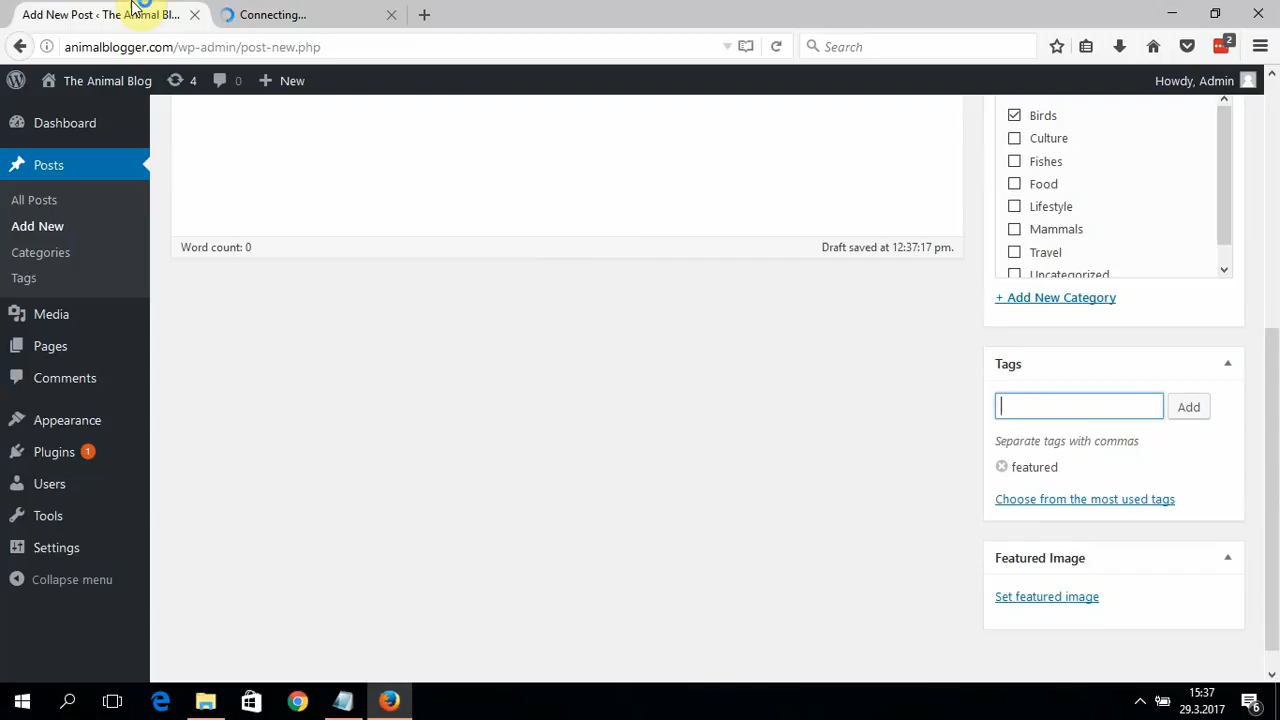 Add New Post ‹ The Animal Bl...
Connecting...
animalblogger.com/wp-admin/post-new.php
Search
2
The Animal Blog
4
0
New
Howdy, Admin
Dashboard
Posts
All Posts
Add New
Categories
Tags
Media
Pages
Comments
Appearance
Plugins 1
Users
Tools
Settings
Collapse menu
Word count: 0
Draft saved at 12:37:17 pm.
Birds
Culture
Fishes
Food
Lifestyle
Mammals
Travel
Uncategorized
+ Add New Category
Tags
Add
Separate tags with commas
featured
Choose from the most used tags
Featured Image
Set featured image
15:37
29.3.2017
6